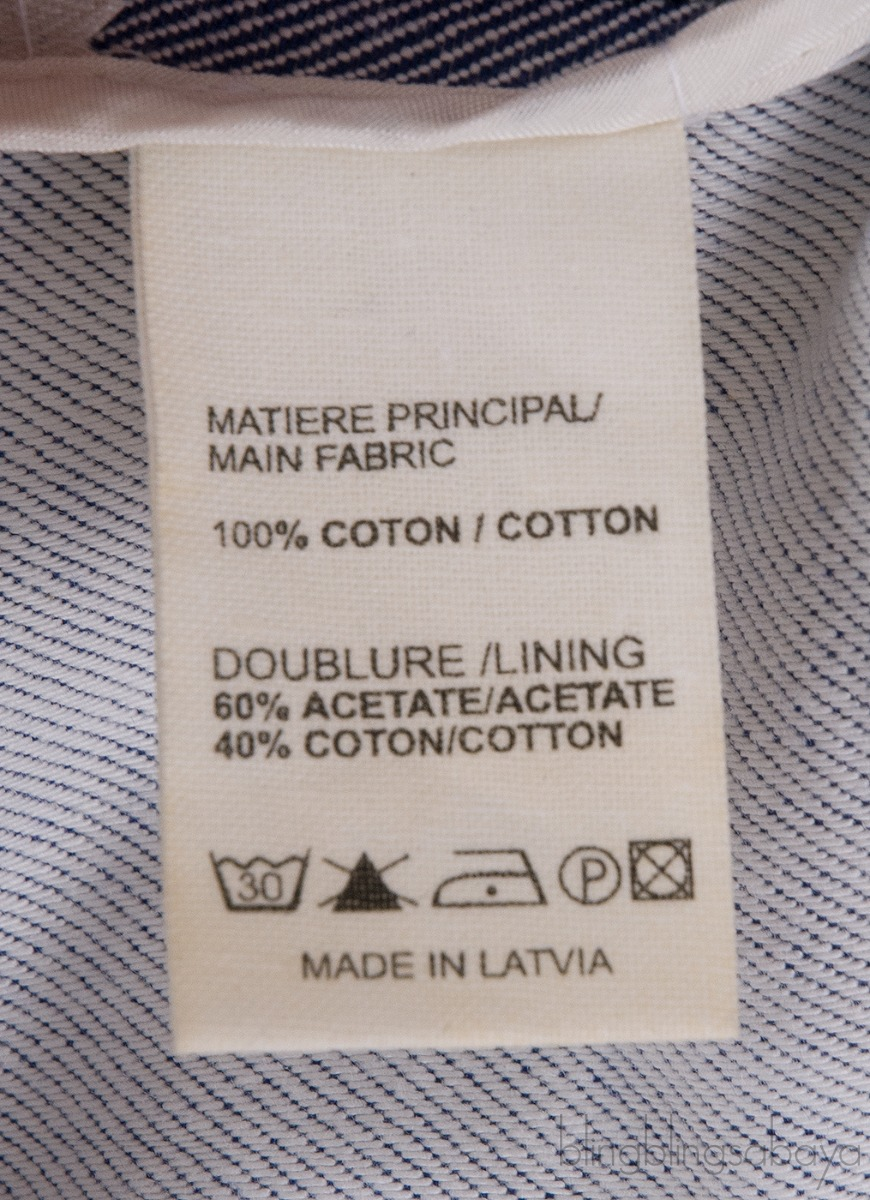 MATIERE PRINCIPAL/
MAIN FABRIC
100% COTON / COTTON
DOUBLURE /LINING
60% ACETATE/ACETATE
40% COTON/COTTON
30 P
MADE IN LATVIA
blingblingsabaya